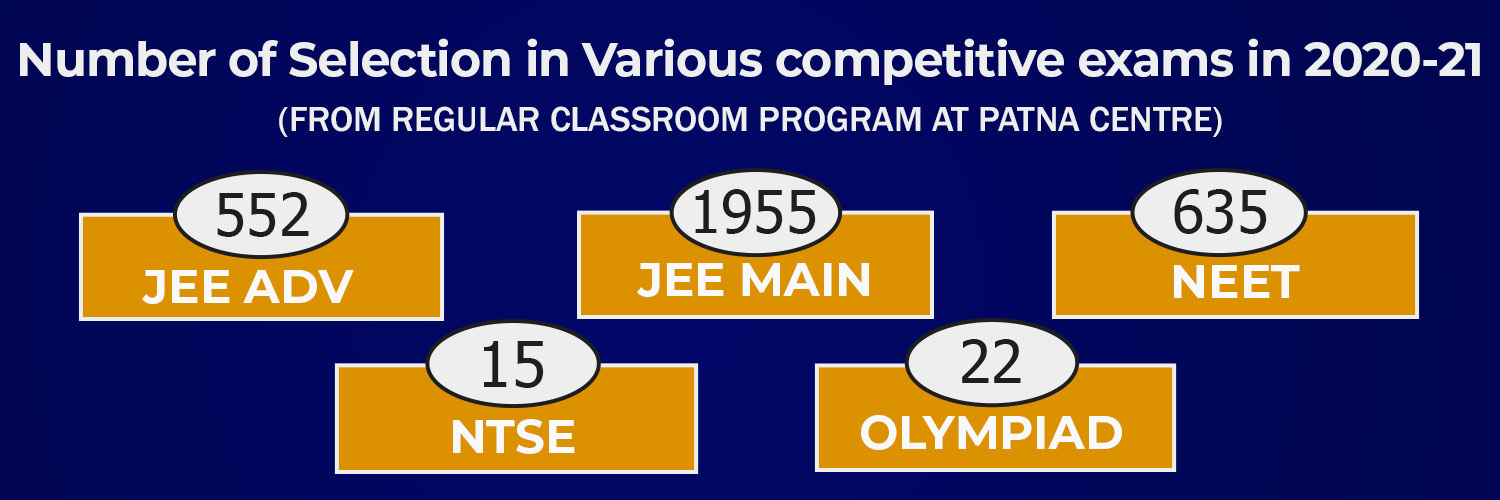 Number of Selection in Various competitive exams in 2020-21
(FROM REGULAR CLASSROOM PROGRAM AT PATNA CENTRE)
552
JEE ADV
1955
JEE MAIN
635
NEET
15
NTSE
22
OLYMPIAD